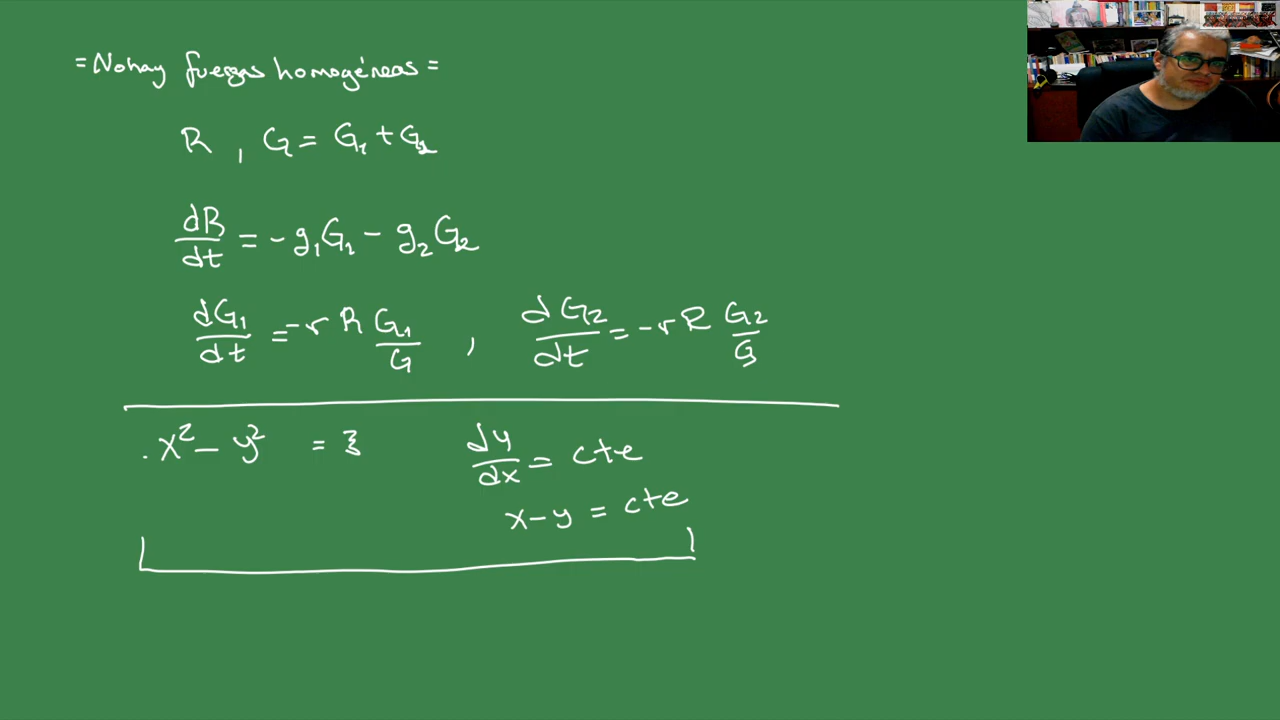 = No hay fuerzas homogéneas =
R , G = G₁ + G₂
dR/dt = - g₁G₁ - g₂G₂
dG₁/dt = - r R G₁/G , dG₂/dt = - r R G₂/G
. x² - y² = ξ dy/dx = cte
x - y = cte